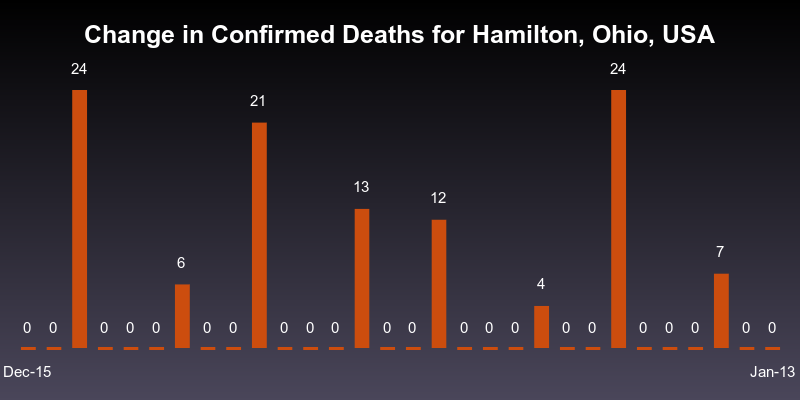 Change in Confirmed Deaths for Hamilton, Ohio, USA
0 0 24 0 0 0 6 0 0 21 0 0 0 13 0 0 12 0 0 0 4 0 0 24 0 0 0 7 0 0
Dec-15 Jan-13